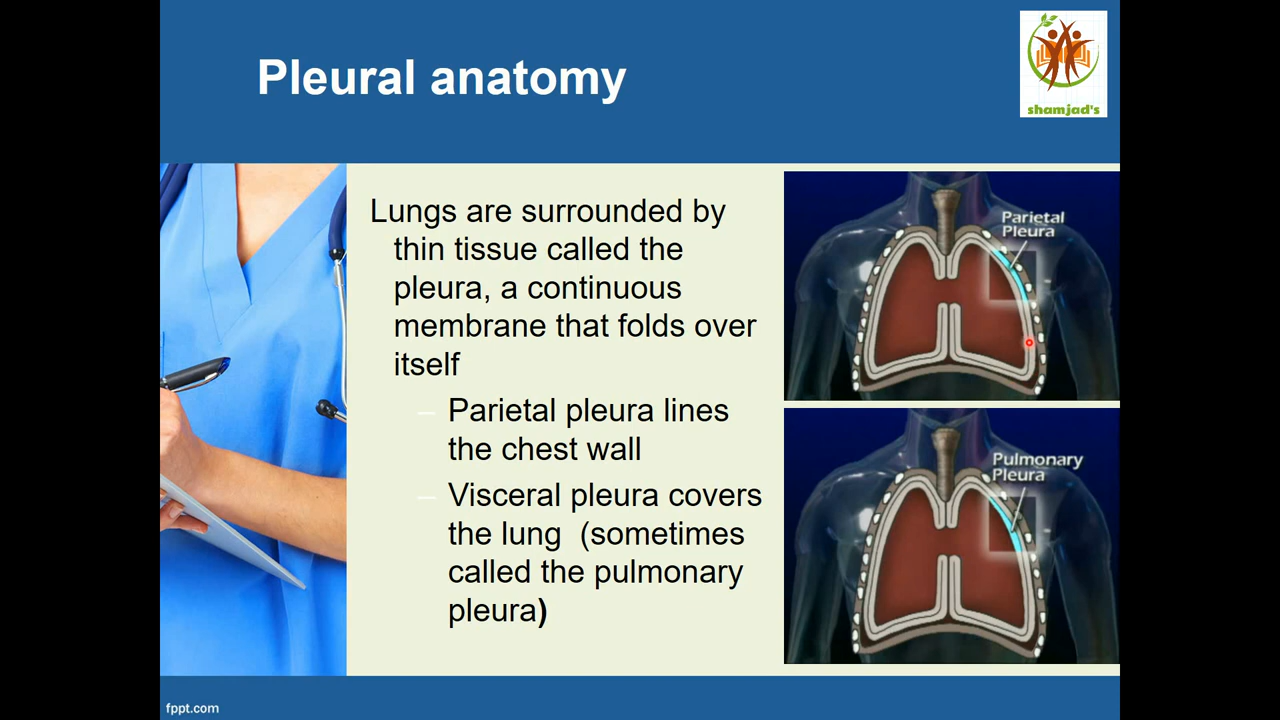 Pleural anatomy
shamjad's
Lungs are surrounded by
thin tissue called the
pleura, a continuous
membrane that folds over
itself
– Parietal pleura lines
the chest wall
– Visceral pleura covers
the lung (sometimes
called the pulmonary
pleura)
Parietal
Pleura
Pulmonary
Pleura
fppt.com